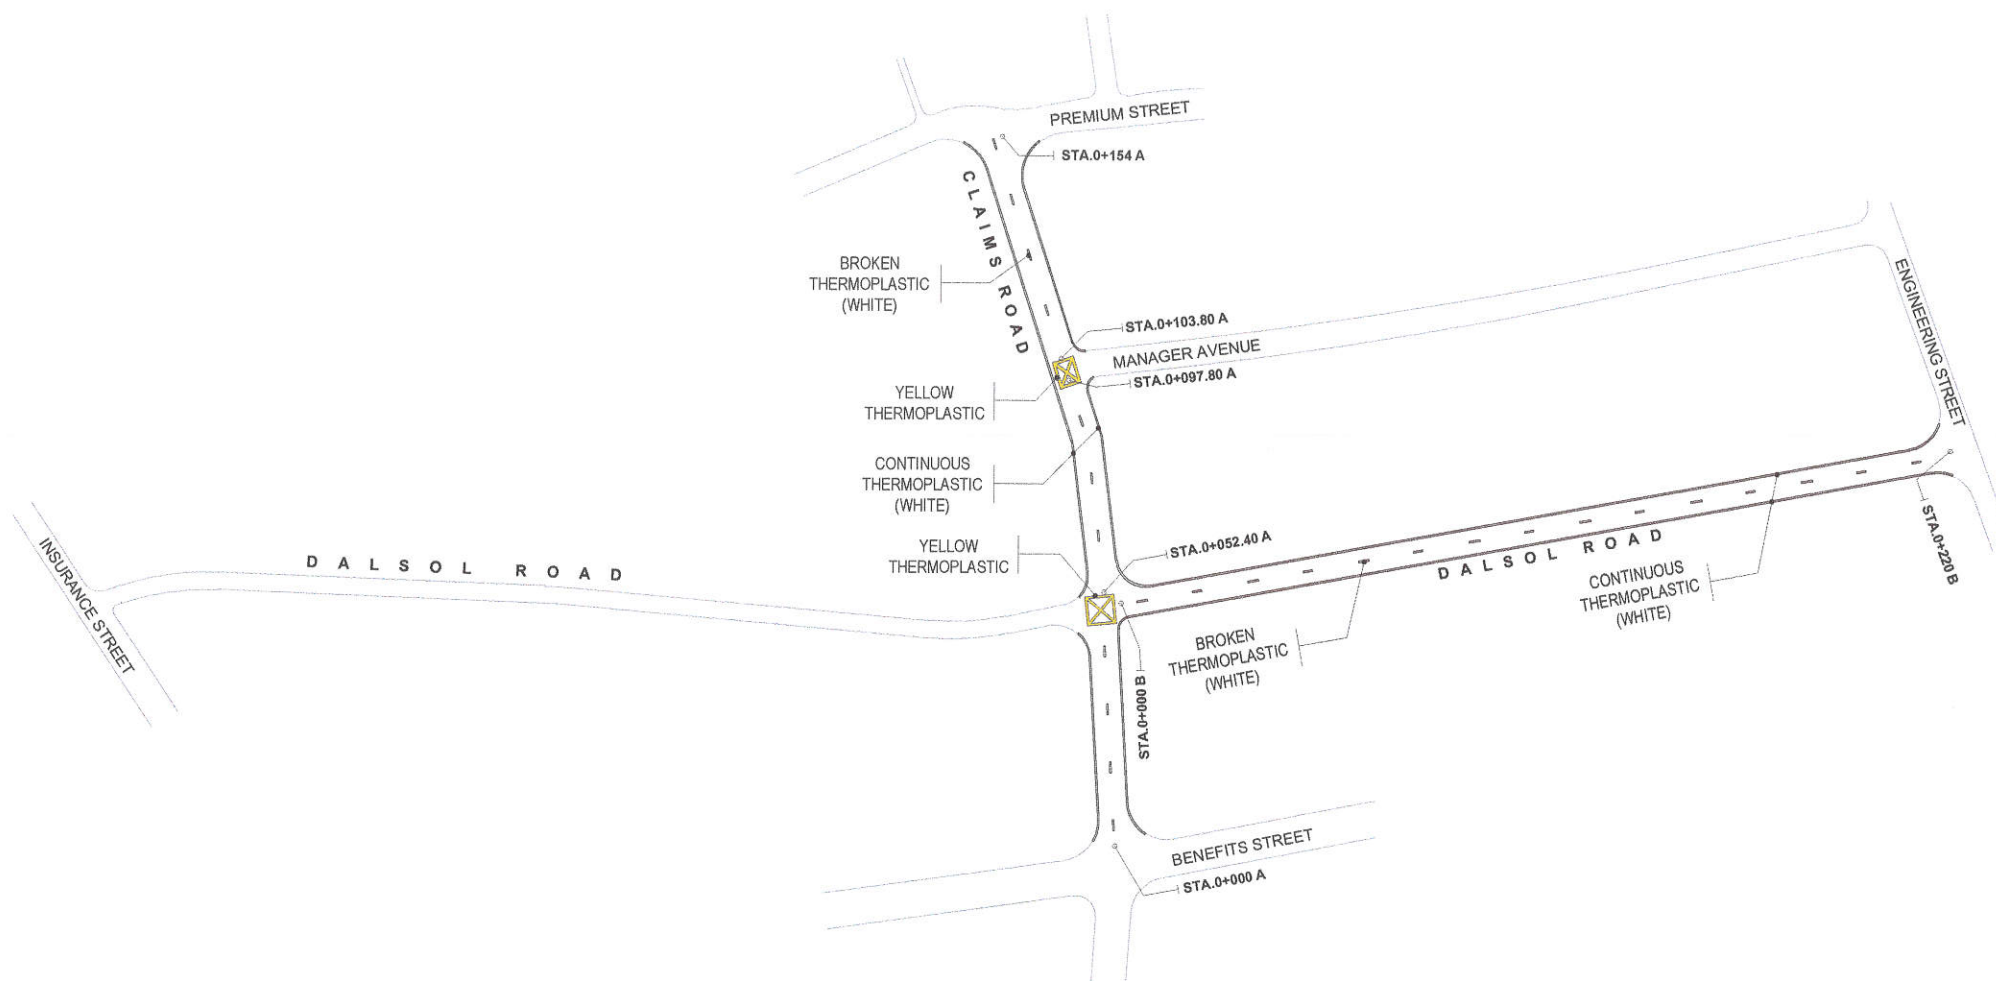 PREMIUM STREET
STA.0+154 A
CLAIMS ROAD
BROKEN
THERMOPLASTIC
(WHITE)
STA.0+103.80 A
MANAGER AVENUE
STA.0+097.80 A
ENGINEERING STREET
YELLOW
THERMOPLASTIC
CONTINUOUS
THERMOPLASTIC
(WHITE)
YELLOW
THERMOPLASTIC
STA.0+052.40 A
INSURANCE STREET
DALSOL ROAD
DALSOL ROAD
STA.0+220 B
CONTINUOUS
THERMOPLASTIC
(WHITE)
BROKEN
THERMOPLASTIC
(WHITE)
STA.0+000 B
BENEFITS STREET
STA.0+000 A